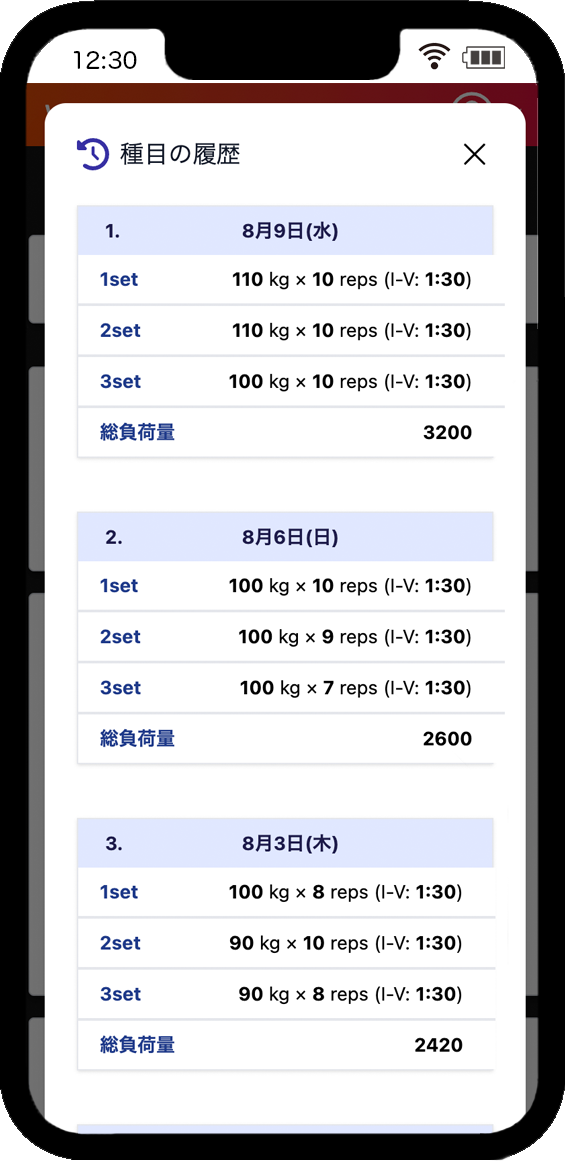 12:30
種目の履歴
1. 8月9日(水)
1set 110 kg × 10 reps (I-V: 1:30)
2set 110 kg × 10 reps (I-V: 1:30)
3set 100 kg × 10 reps (I-V: 1:30)
総負荷量 3200
2. 8月6日(日)
1set 100 kg × 10 reps (I-V: 1:30)
2set 100 kg × 9 reps (I-V: 1:30)
3set 100 kg × 7 reps (I-V: 1:30)
総負荷量 2600
3. 8月3日(木)
1set 100 kg × 8 reps (I-V: 1:30)
2set 90 kg × 10 reps (I-V: 1:30)
3set 90 kg × 8 reps (I-V: 1:30)
総負荷量 2420